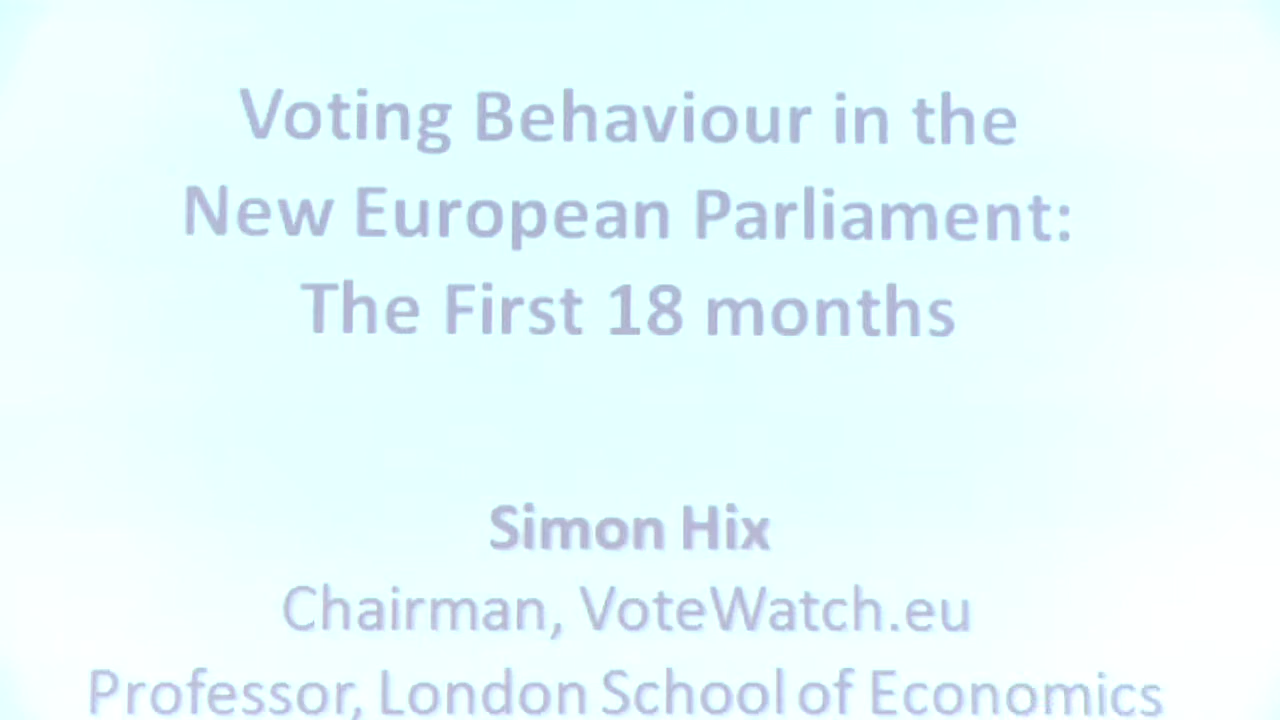 Voting Behaviour in the
New European Parliament:
The First 18 months
Simon Hix
Chairman, VoteWatch.eu
Professor, London School of Economics